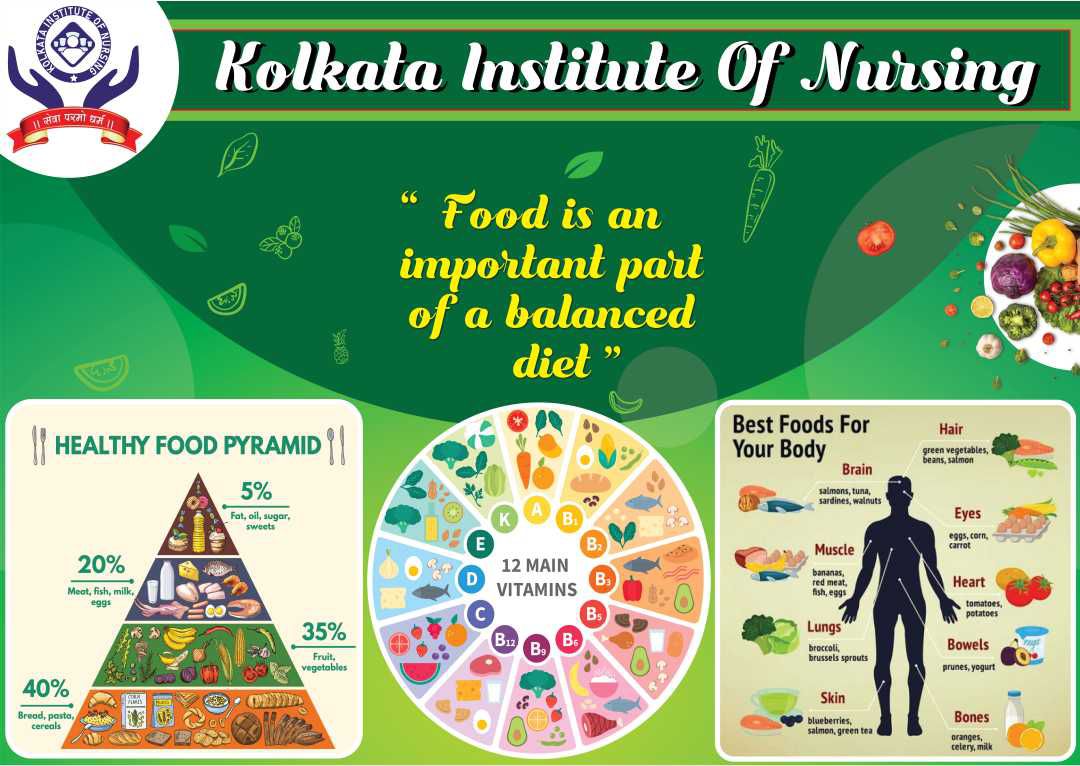 KOLKATA INSTITUTE OF NURSING
॥ सेवा परमो धर्म ॥
Kolkata Institute Of Nursing
“ Food is an
important part
of a balanced
diet ”
HEALTHY FOOD PYRAMID
5%
Fat, oil, sugar,
sweets
20%
Meat, fish, milk,
eggs
35%
Fruit,
vegetables
40%
Bread, pasta,
cereals
CORN
FLAKES
12 MAIN
VITAMINS
A
B1
B2
B3
B5
B6
B9
B12
C
D
E
K
Best Foods For
Your Body
Hair
green vegetables,
beans, salmon
Brain
salmons, tuna,
sardines, walnuts
Eyes
eggs, corn,
carrot
Muscle
bananas,
red meat,
fish, eggs
Heart
tomatoes,
potatoes
Lungs
broccoli,
brussels sprouts
Bowels
prunes, yogurt
Skin
blueberries,
salmon, green tea
Bones
oranges,
celery, milk